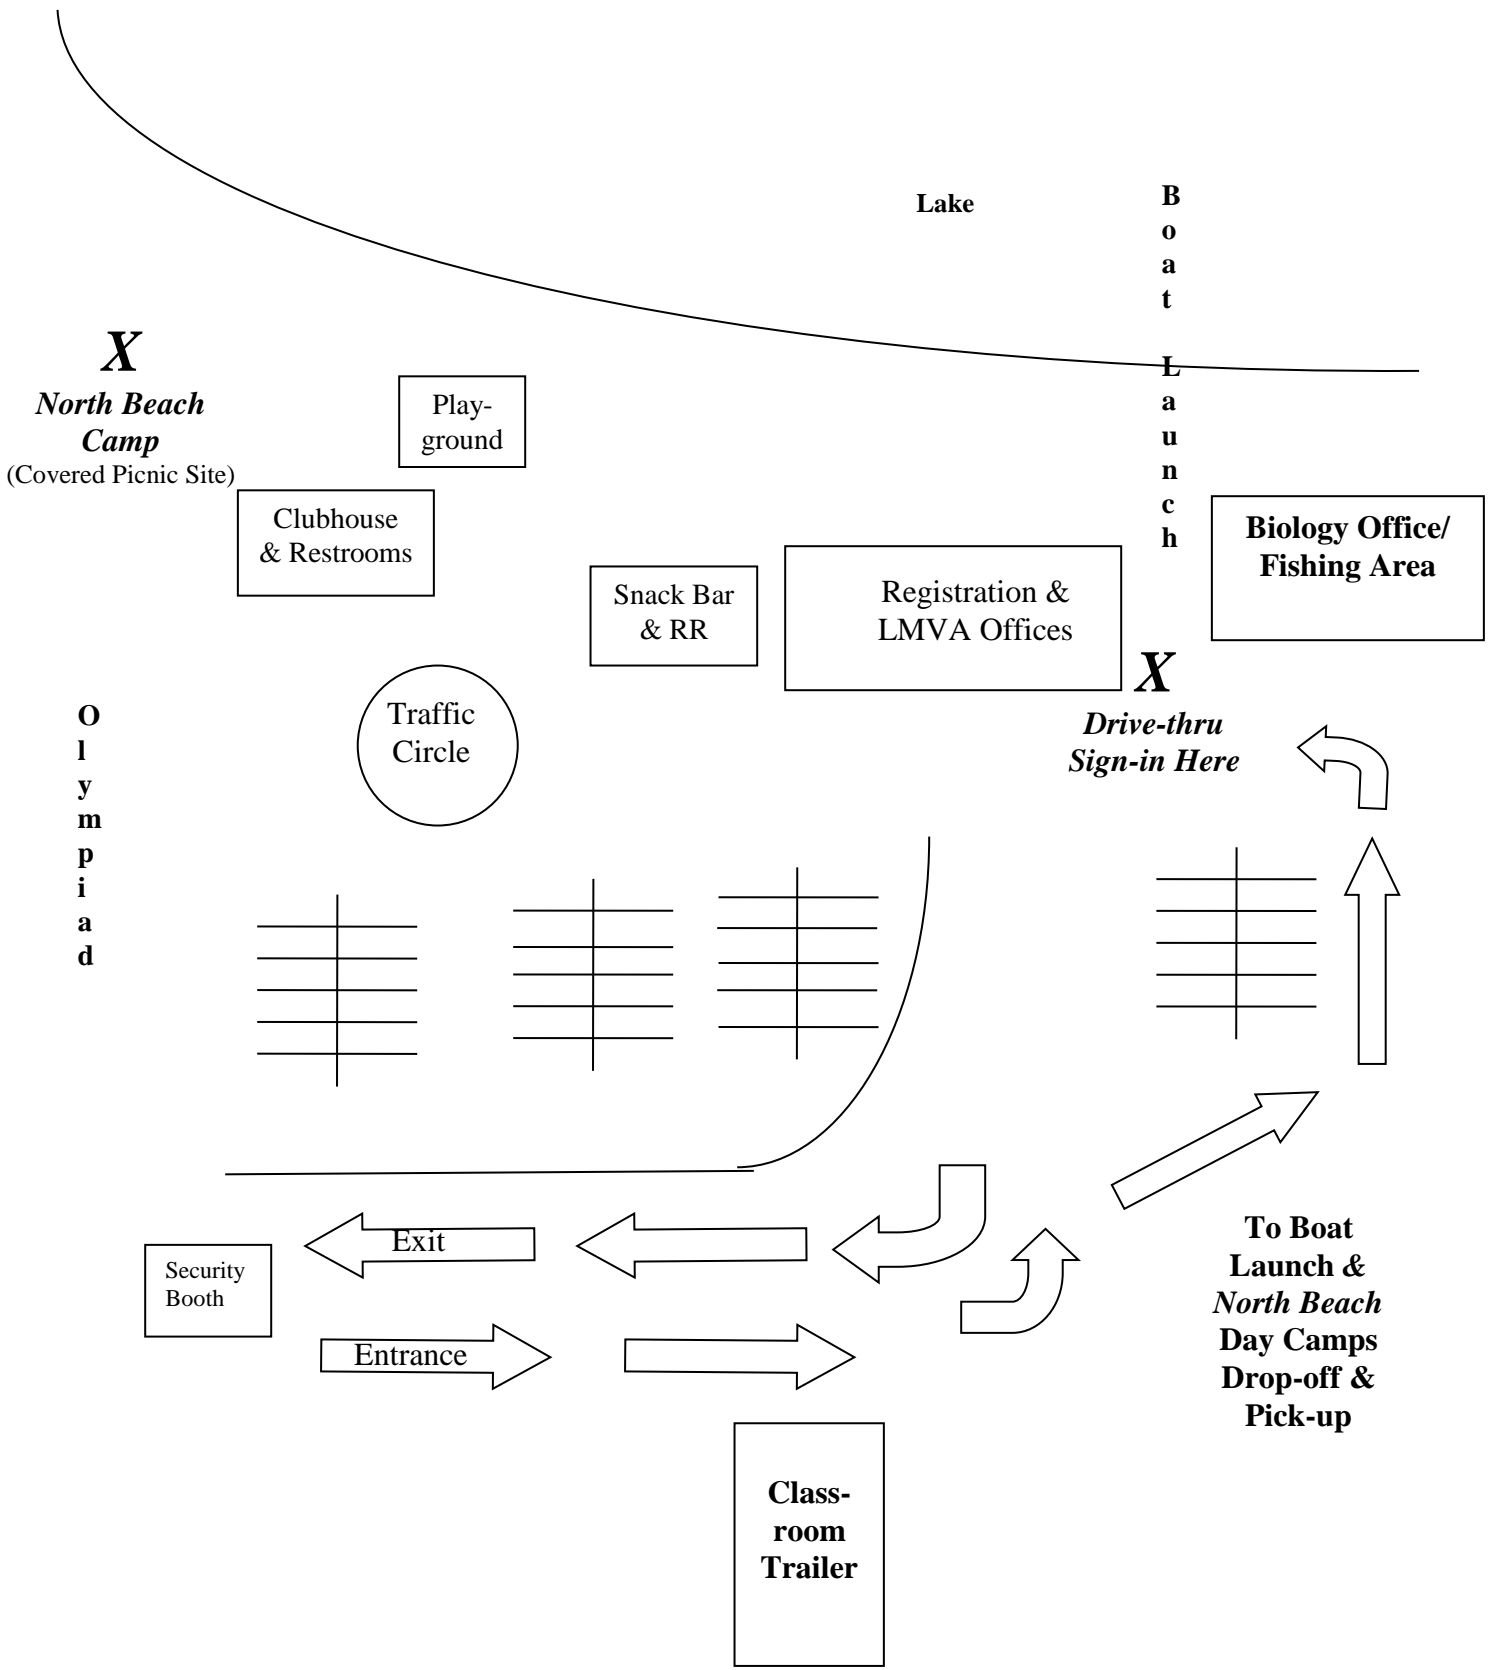 Lake
B
o
a
t
L
a
u
n
c
h
X
North Beach
Camp
(Covered Picnic Site)
Play-
ground
Clubhouse
& Restrooms
Snack Bar
& RR
Registration &
LMVA Offices
Biology Office/
Fishing Area
X
Drive-thru
Sign-in Here
Traffic
Circle
O
l
y
m
p
i
a
d
Exit
Security
Booth
Entrance
To Boat
Launch &
North Beach
Day Camps
Drop-off &
Pick-up
Class-
room
Trailer